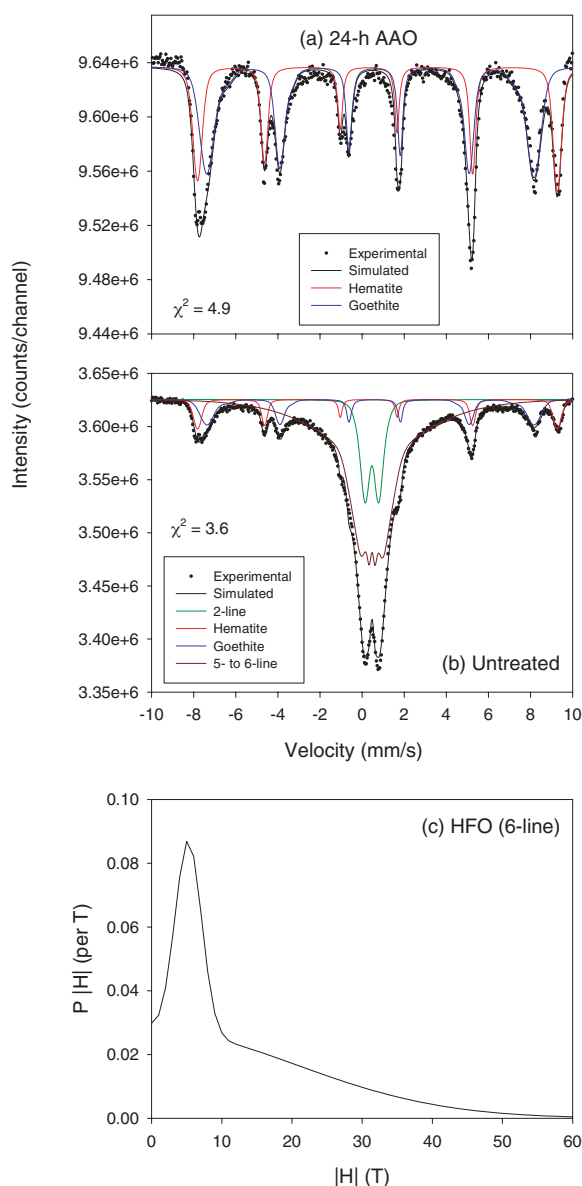 (a) 24-h AAO
9.64e+6
9.60e+6
9.56e+6
9.52e+6
9.48e+6
9.44e+6
Experimental
Simulated
Hematite
Goethite
χ² = 4.9
Intensity (counts/channel)
3.65e+6
3.60e+6
3.55e+6
3.50e+6
3.45e+6
3.40e+6
3.35e+6
χ² = 3.6
Experimental
Simulated
2-line
Hematite
Goethite
5- to 6-line
(b) Untreated
-10 -8 -6 -4 -2 0 2 4 6 8 10
Velocity (mm/s)
(c) HFO (6-line)
0.10
0.08
0.06
0.04
0.02
0.00
P |H| (per T)
0 10 20 30 40 50 60
|H| (T)